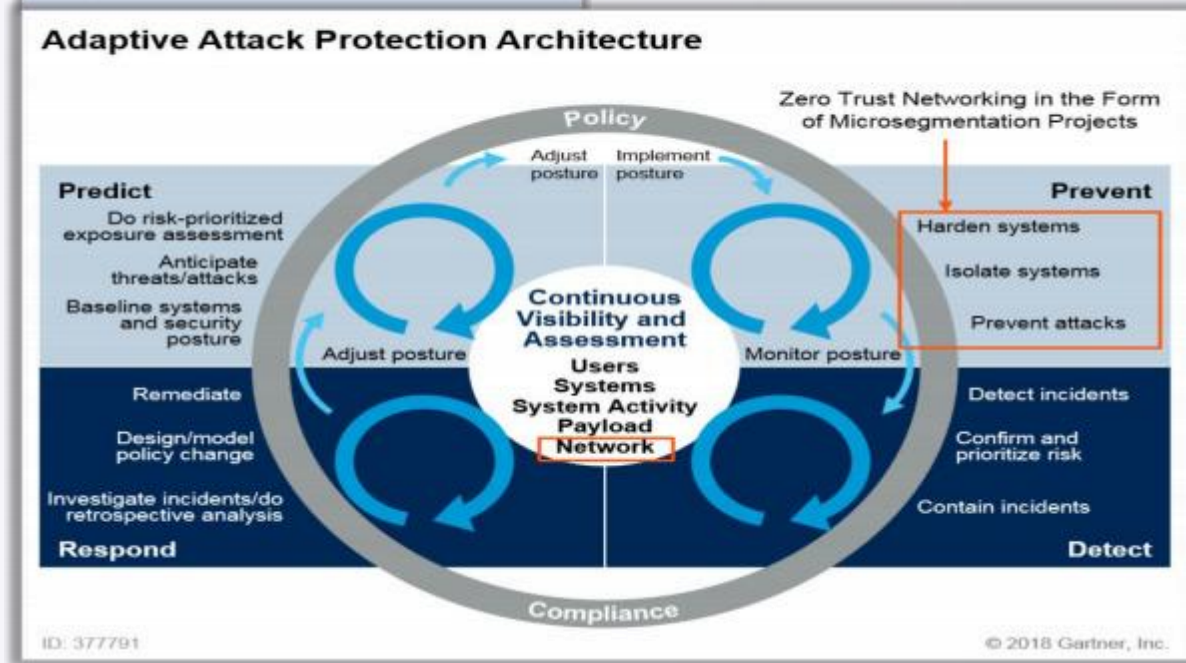 Adaptive Attack Protection Architecture
Zero Trust Networking in the Form
of Microsegmentation Projects
Policy
Adjust
posture
Implement
posture
Predict
Do risk-prioritized
exposure assessment
Anticipate
threats/attacks
Baseline systems
and security
posture
Adjust posture
Prevent
Harden systems
Isolate systems
Prevent attacks
Monitor posture
Continuous
Visibility and
Assessment
Users
Systems
System Activity
Payload
Network
Remediate
Design/model
policy change
Investigate incidents/do
retrospective analysis
Respond
Detect incidents
Confirm and
prioritize risk
Contain incidents
Detect
Compliance
ID: 377791
© 2018 Gartner, Inc.